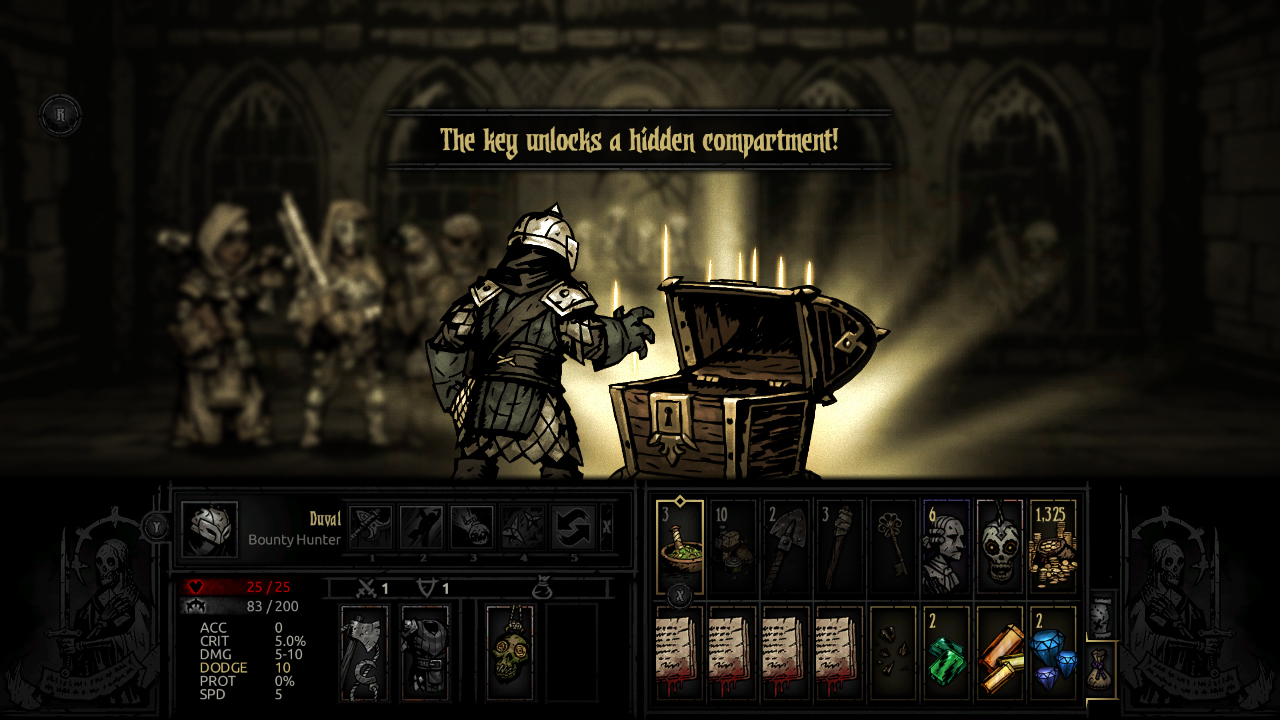 R
The key unlocks a hidden compartment!
Y
Duval
Bounty Hunter
X
1 2 3 4 5
25 / 25
1 1
83 / 200
ACC 0
CRIT 5.0%
DMG 5-10
DODGE 10
PROT 0%
SPD 5
3 10 2 3 6 1,325
X
2 2